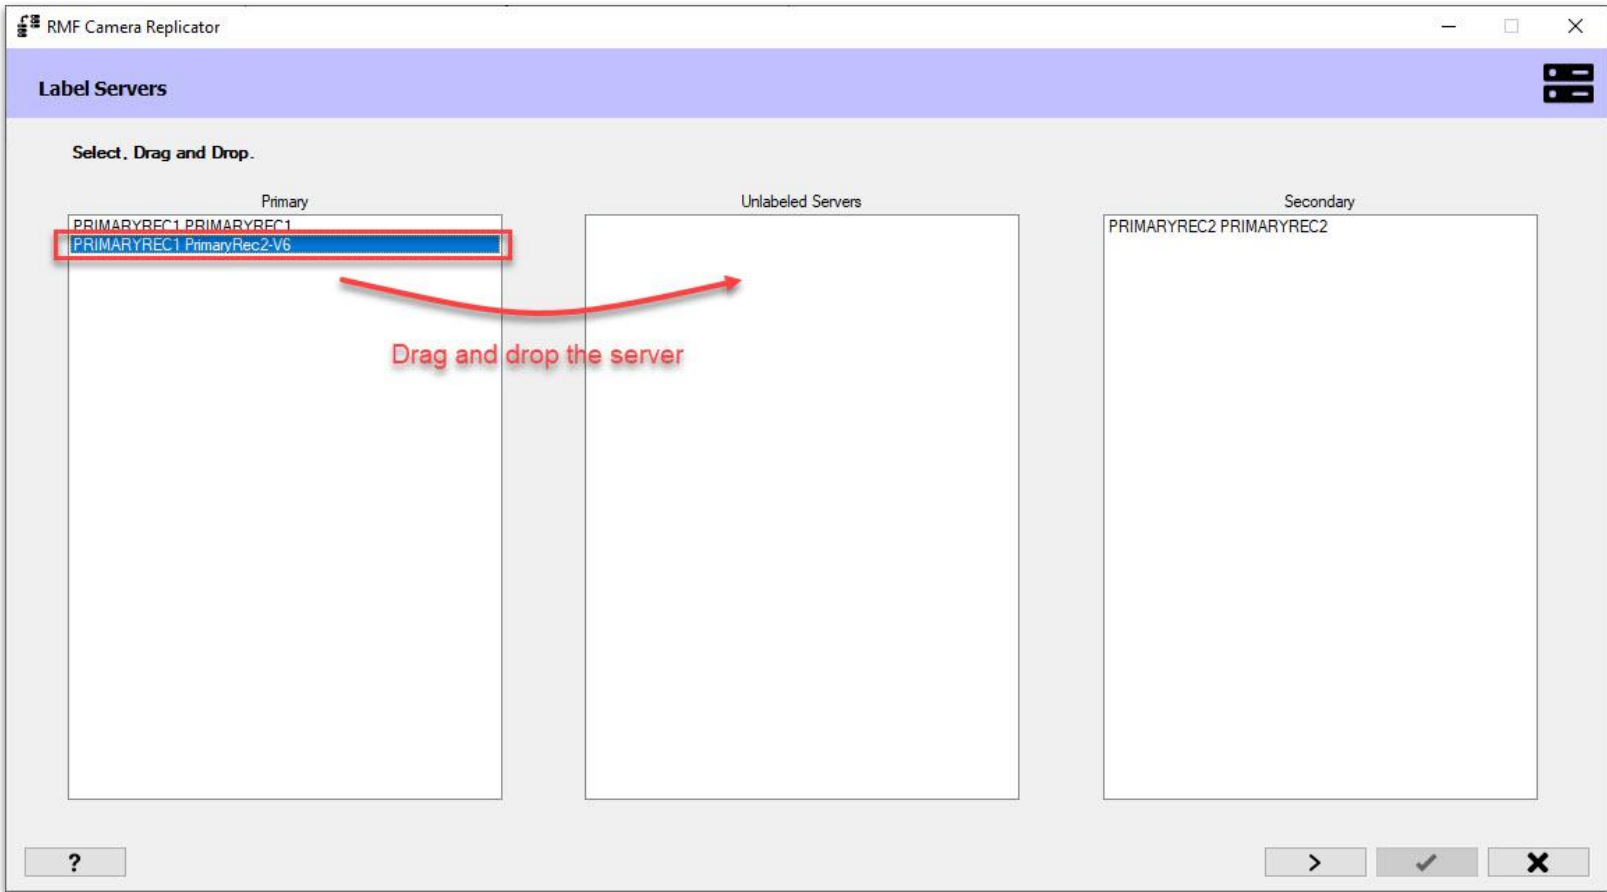 RMF Camera Replicator
Label Servers
Select, Drag and Drop.
Primary
Unlabeled Servers
Secondary
PRIMARYREC1 PRIMARYREC1
PRIMARYREC1 PrimaryRec2-V6
PRIMARYREC2 PRIMARYREC2
Drag and drop the server
?
>